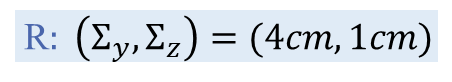 R: (Σ_y, Σ_z) = (4cm, 1cm)